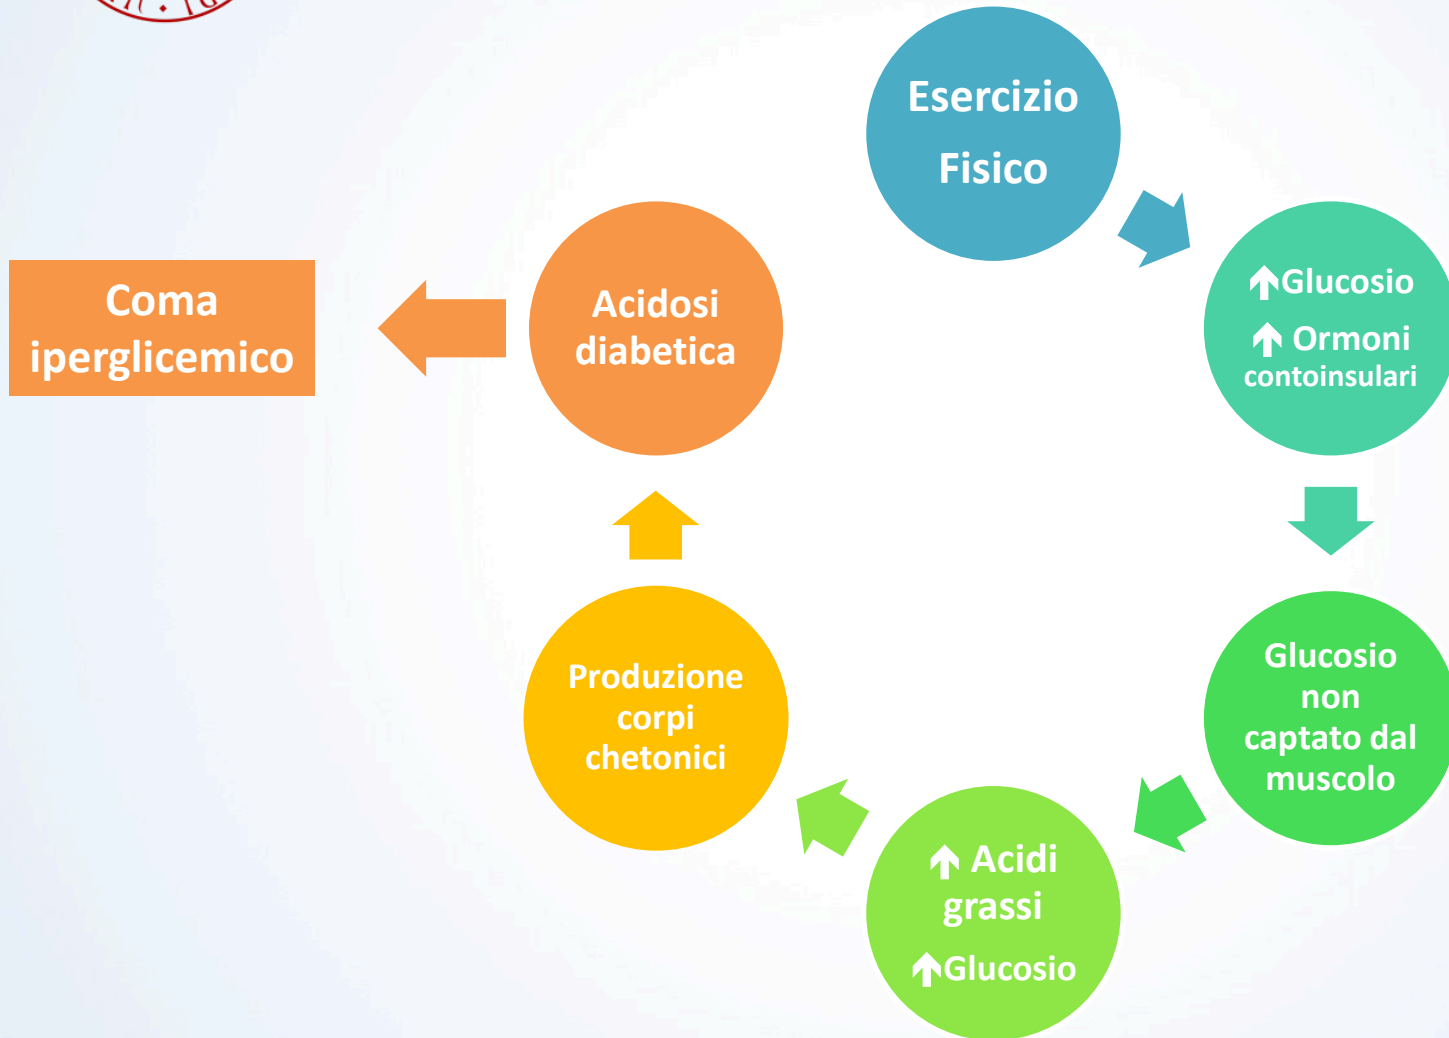 Esercizio
Fisico
Glucosio
Ormoni
contoinsulari
Glucosio
non
captato dal
muscolo
Acidi
grassi
Glucosio
Produzione
corpi
chetonici
Acidosi
diabetica
Coma
iperglicemico